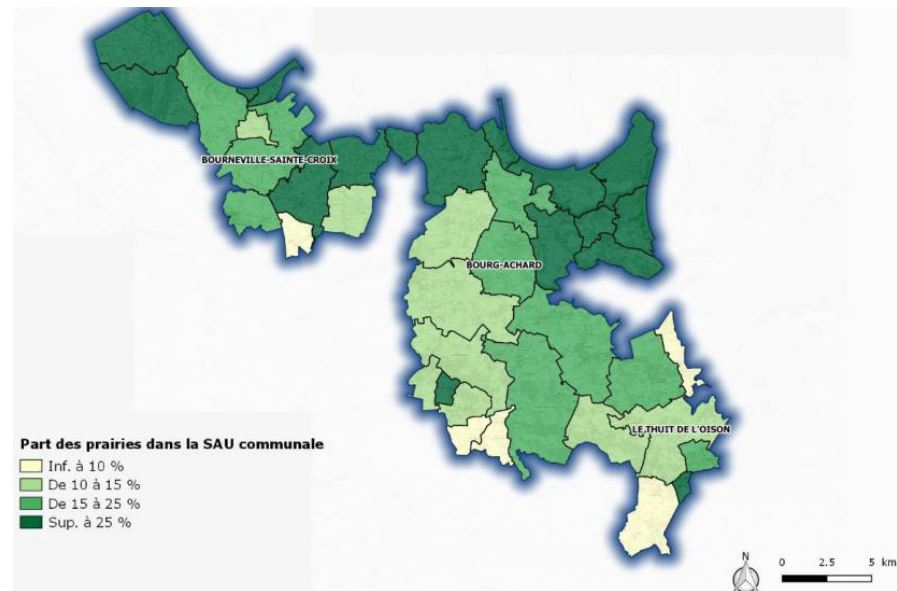 BOURNEVILLE-SAINTE-CROIX
BOURG-ACHARD
LE THUIT DE L'OISON
Part des prairies dans la SAU communale
Inf. à 10 %
De 10 à 15 %
De 15 à 25 %
Sup. à 25 %
N
0 2.5 5 km